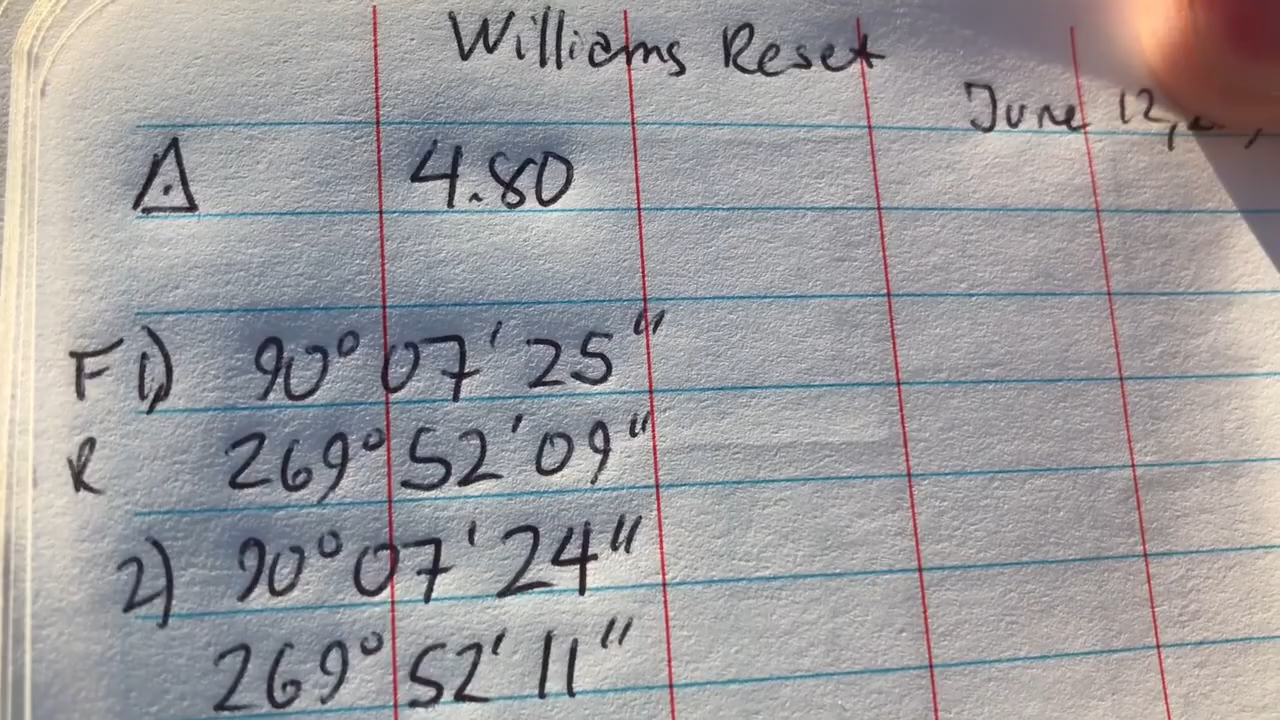 Williams Reset
June 12,
△ 4.80
F 1) 90° 07' 25"
R 269° 52' 09"
2) 90° 07' 24"
269° 52' 11"